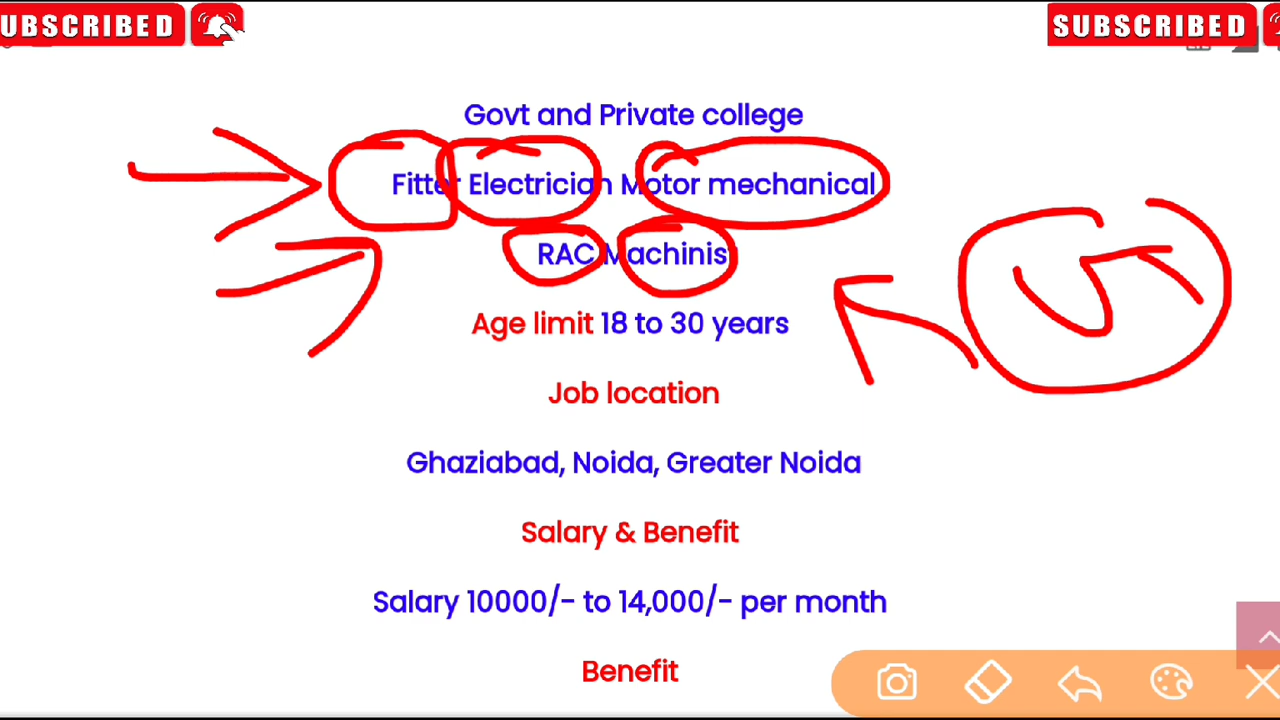 UBSCRIBED
SUBSCRIBED
Govt and Private college
Fitter Electrician Motor mechanical
RAC Machinist
Age limit 18 to 30 years
Job location
Ghaziabad, Noida, Greater Noida
Salary & Benefit
Salary 10000/- to 14,000/- per month
Benefit